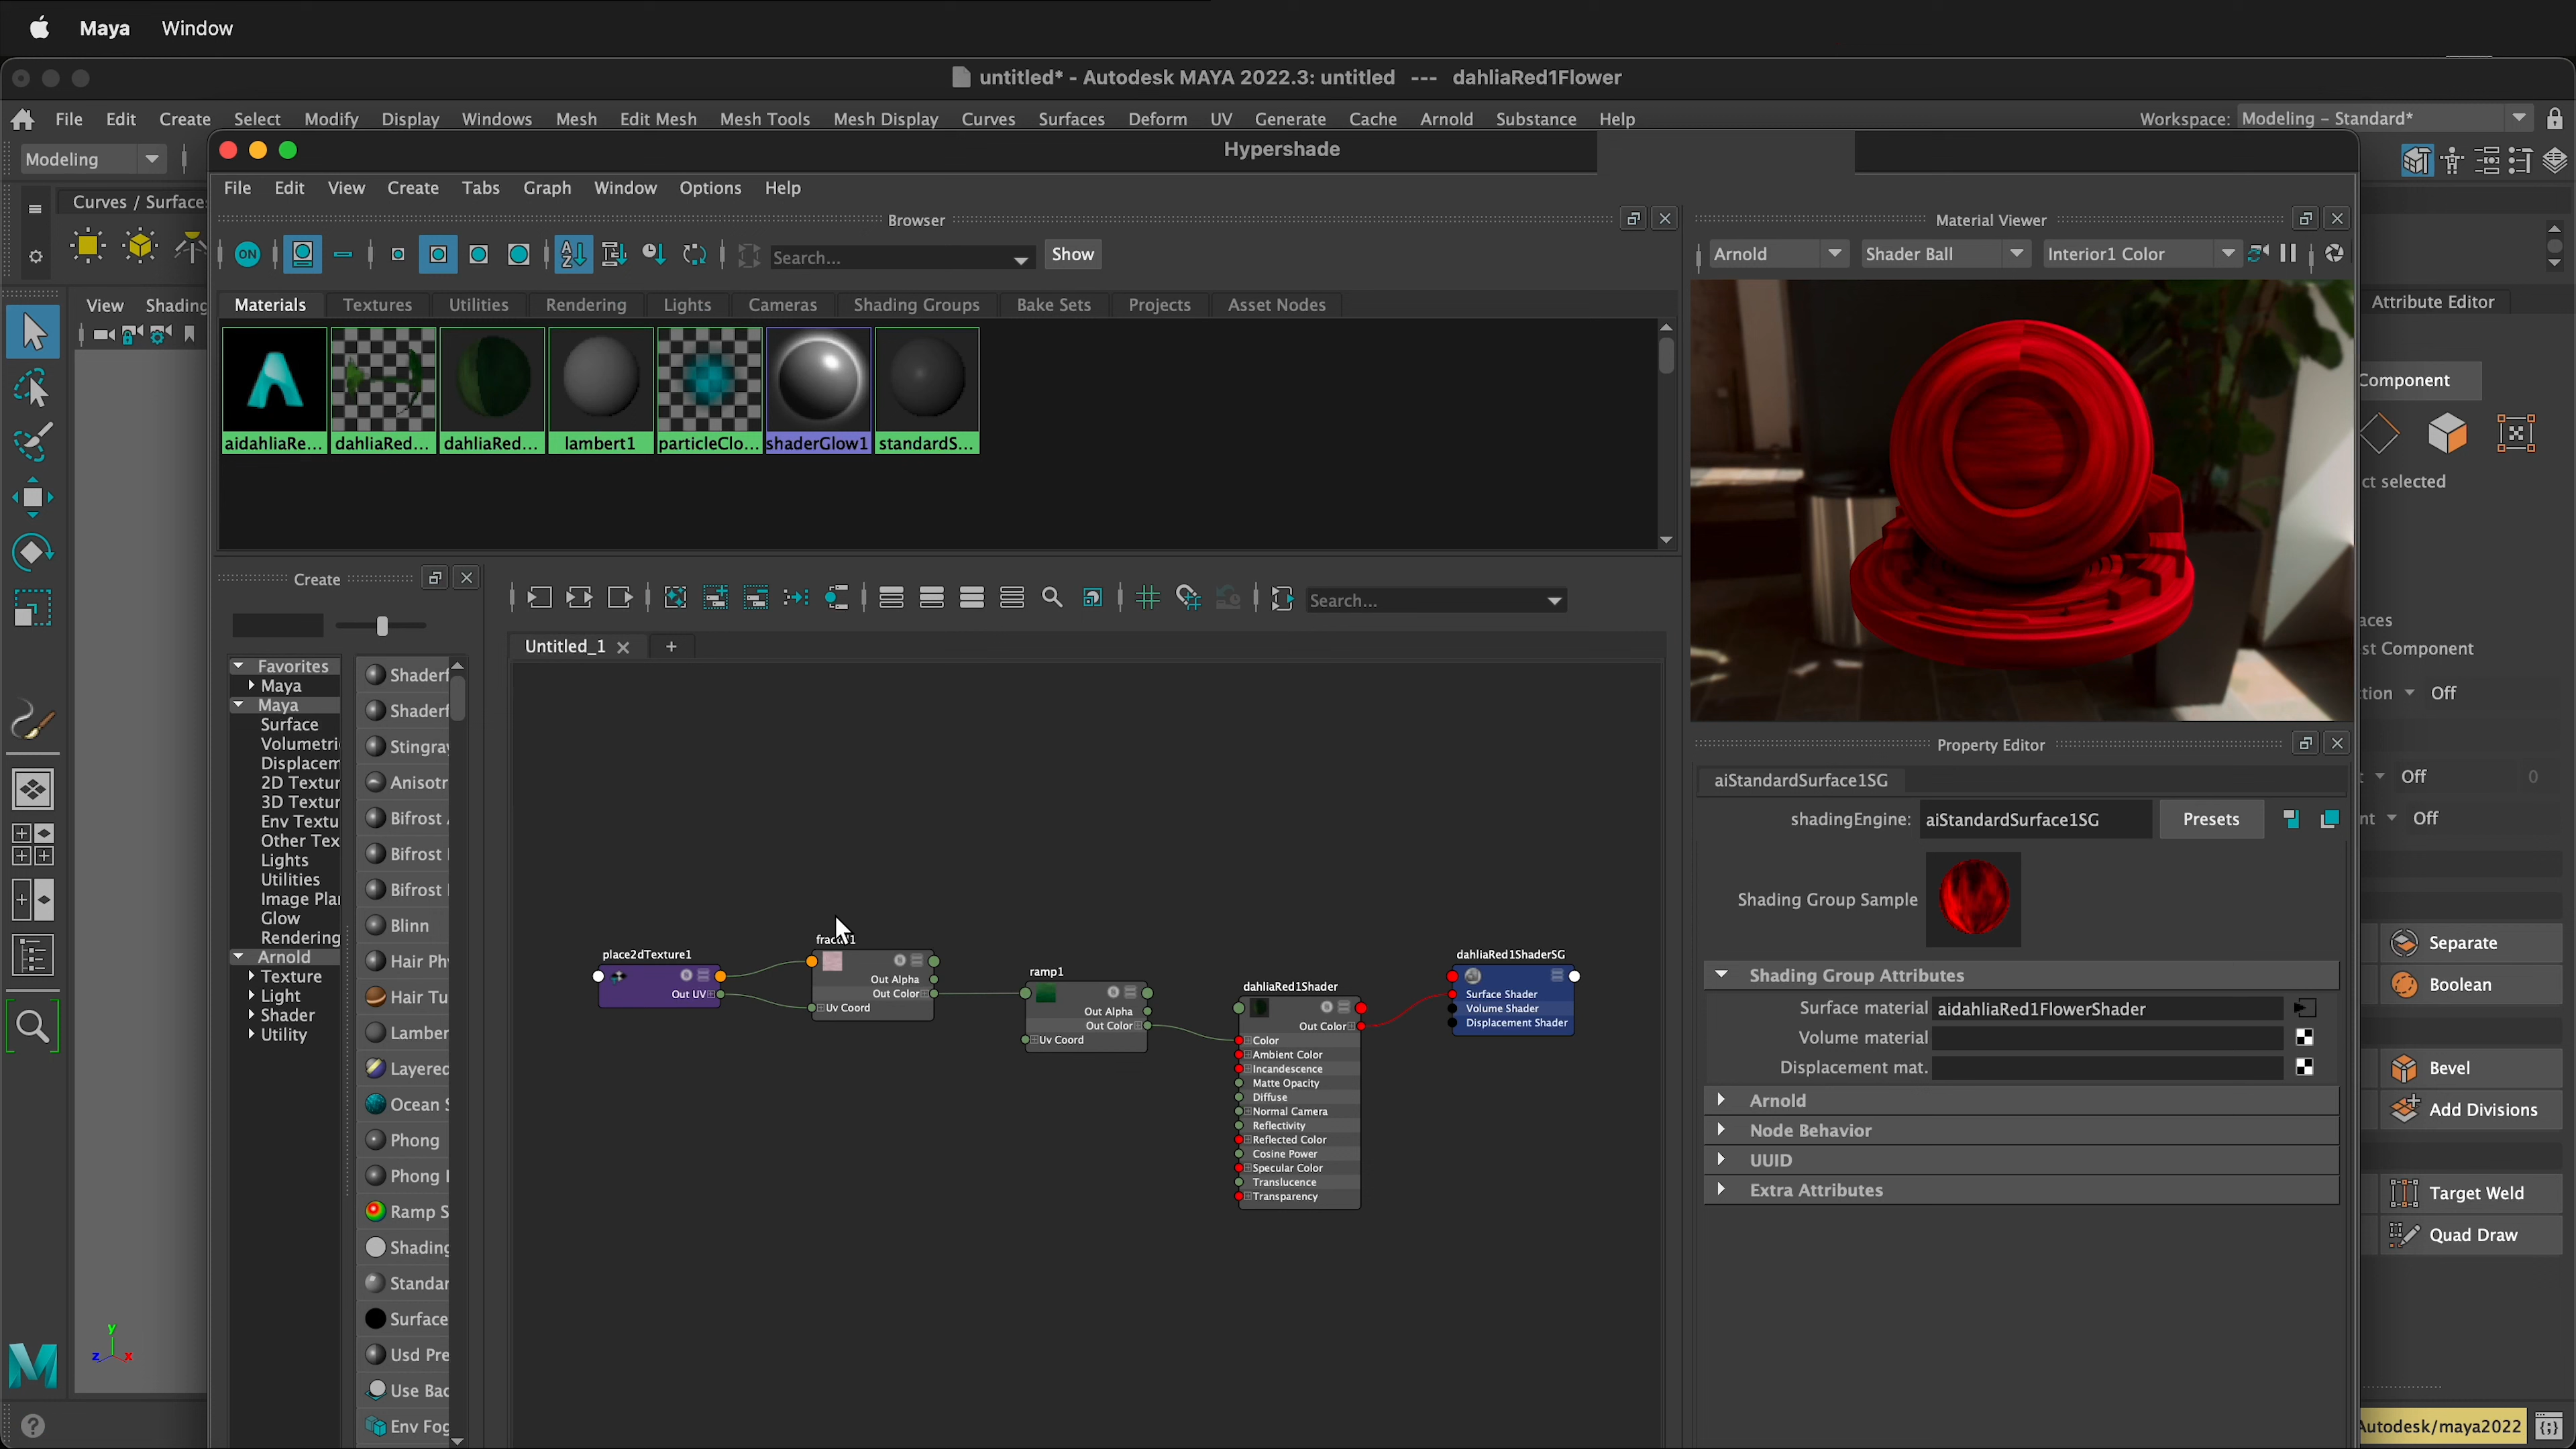 Maya Window
untitled* - Autodesk MAYA 2022.3: untitled --- dahliaRed1Flower
File Edit Create Select Modify Display Windows Mesh Edit Mesh Mesh Tools Mesh Display Curves Surfaces Deform UV Generate Cache Arnold Substance Help
Workspace: Modeling - Standard*
Modeling
Hypershade
File Edit View Create Tabs Graph Window Options Help
Curves / Surface
Browser
ON
Search...
Show
Materials Textures Utilities Rendering Lights Cameras Shading Groups Bake Sets Projects Asset Nodes
View Shading
aidahliaRe... dahliaRed... dahliaRed... lambert1 particleClo... shaderGlow1 standardS...
Material Viewer
Arnold Shader Ball Interior1 Color
Attribute Editor
Component
ct selected
aces
st Component
tion Off
t Off 0
nt Off
Separate
Boolean
Bevel
Add Divisions
Target Weld
Quad Draw
Create
Search...
Untitled_1 +
Favorites
Maya
Maya
Surface
Volumetri
Displacem
2D Textur
3D Textur
Env Textu
Other Tex
Lights
Utilities
Image Pla
Glow
Rendering
Arnold
Texture
Light
Shader
Utility
Shaderf
Shaderf
Stingray
Anisotr
Bifrost
Bifrost
Bifrost
Blinn
Hair Ph
Hair Tu
Lamber
Layered
Ocean S
Phong
Phong
Ramp S
Shading
Standar
Surface
Usd Pre
Use Bac
Env Fog
place2dTexture1
Out UV
Out Alpha
Out Color
Uv Coord
ramp1
Out Alpha
Out Color
Uv Coord
dahliaRed1Shader
Out Color
Color
Ambient Color
Incandescence
Matte Opacity
Diffuse
Normal Camera
Reflectivity
Reflected Color
Cosine Power
Specular Color
Translucence
Transparency
dahliaRed1ShaderSG
Surface Shader
Volume Shader
Displacement Shader
Property Editor
aiStandardSurface1SG
shadingEngine: aiStandardSurface1SG Presets
Shading Group Sample
Shading Group Attributes
Surface material aidahliaRed1FlowerShader
Volume material
Displacement mat.
Arnold
Node Behavior
UUID
Extra Attributes
y
z x
M
Autodesk/maya2022